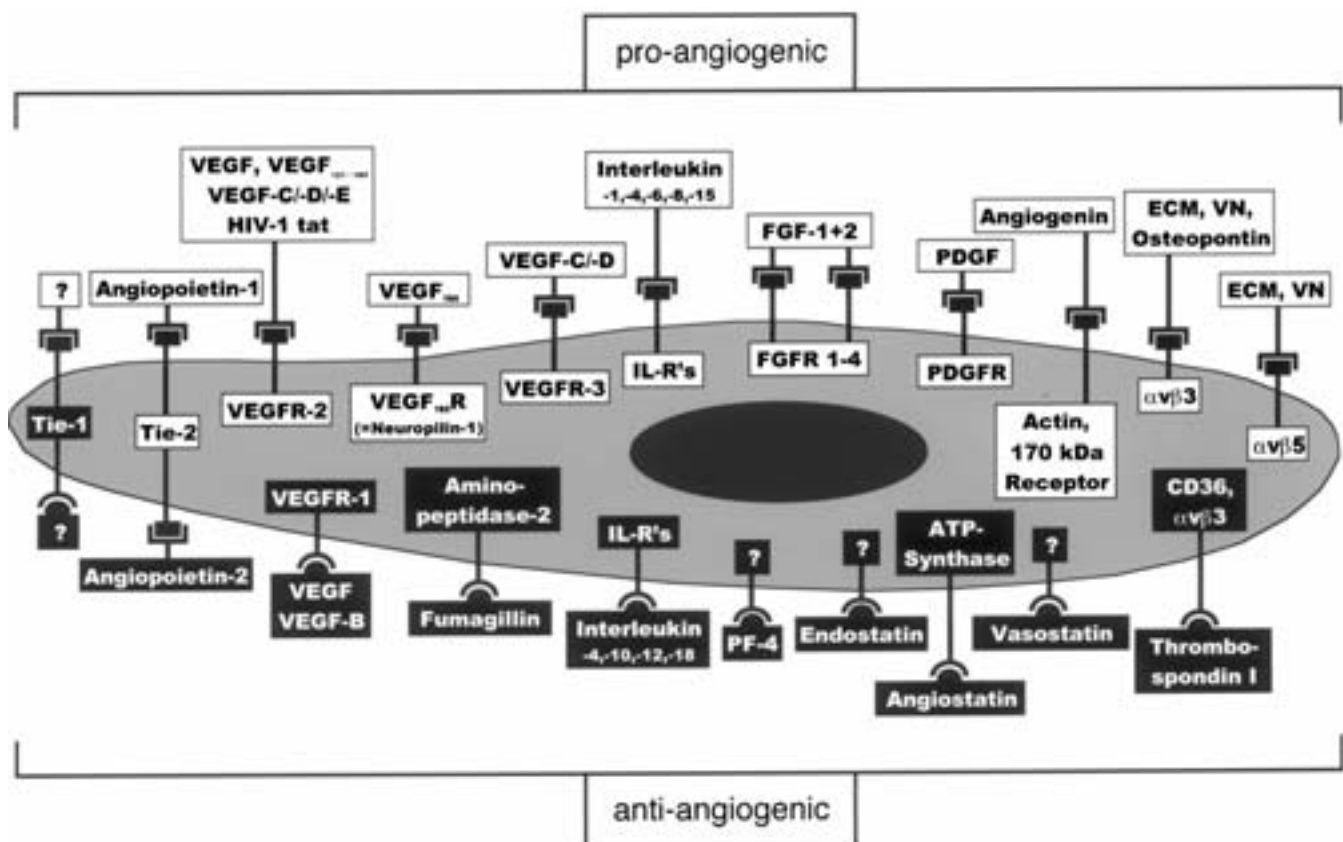 pro-angiogenic
VEGF, VEGF
VEGF-C/-D/-E
HIV-1 tat
Interleukin
-1,-4,-6,-8,-15
FGF-1+2
Angiogenin
ECM, VN,
Osteopontin
?
Angiopoietin-1
VEGF
VEGF-C/-D
PDGF
ECM, VN
Tie-1
Tie-2
VEGFR-2
VEGF R
(=Neuropilin-1)
VEGFR-3
IL-R's
FGFR 1-4
PDGFR
Actin,
170 kDa
Receptor
αvβ3
αvβ5
?
Angiopoietin-2
VEGFR-1
VEGF
VEGF-B
Amino-
peptidase-2
Fumagillin
IL-R's
Interleukin
-4,-10,-12,-18
?
PF-4
?
Endostatin
ATP-
Synthase
Angiostatin
?
Vasostatin
CD36,
αvβ3
Thrombo-
spondin I
anti-angiogenic